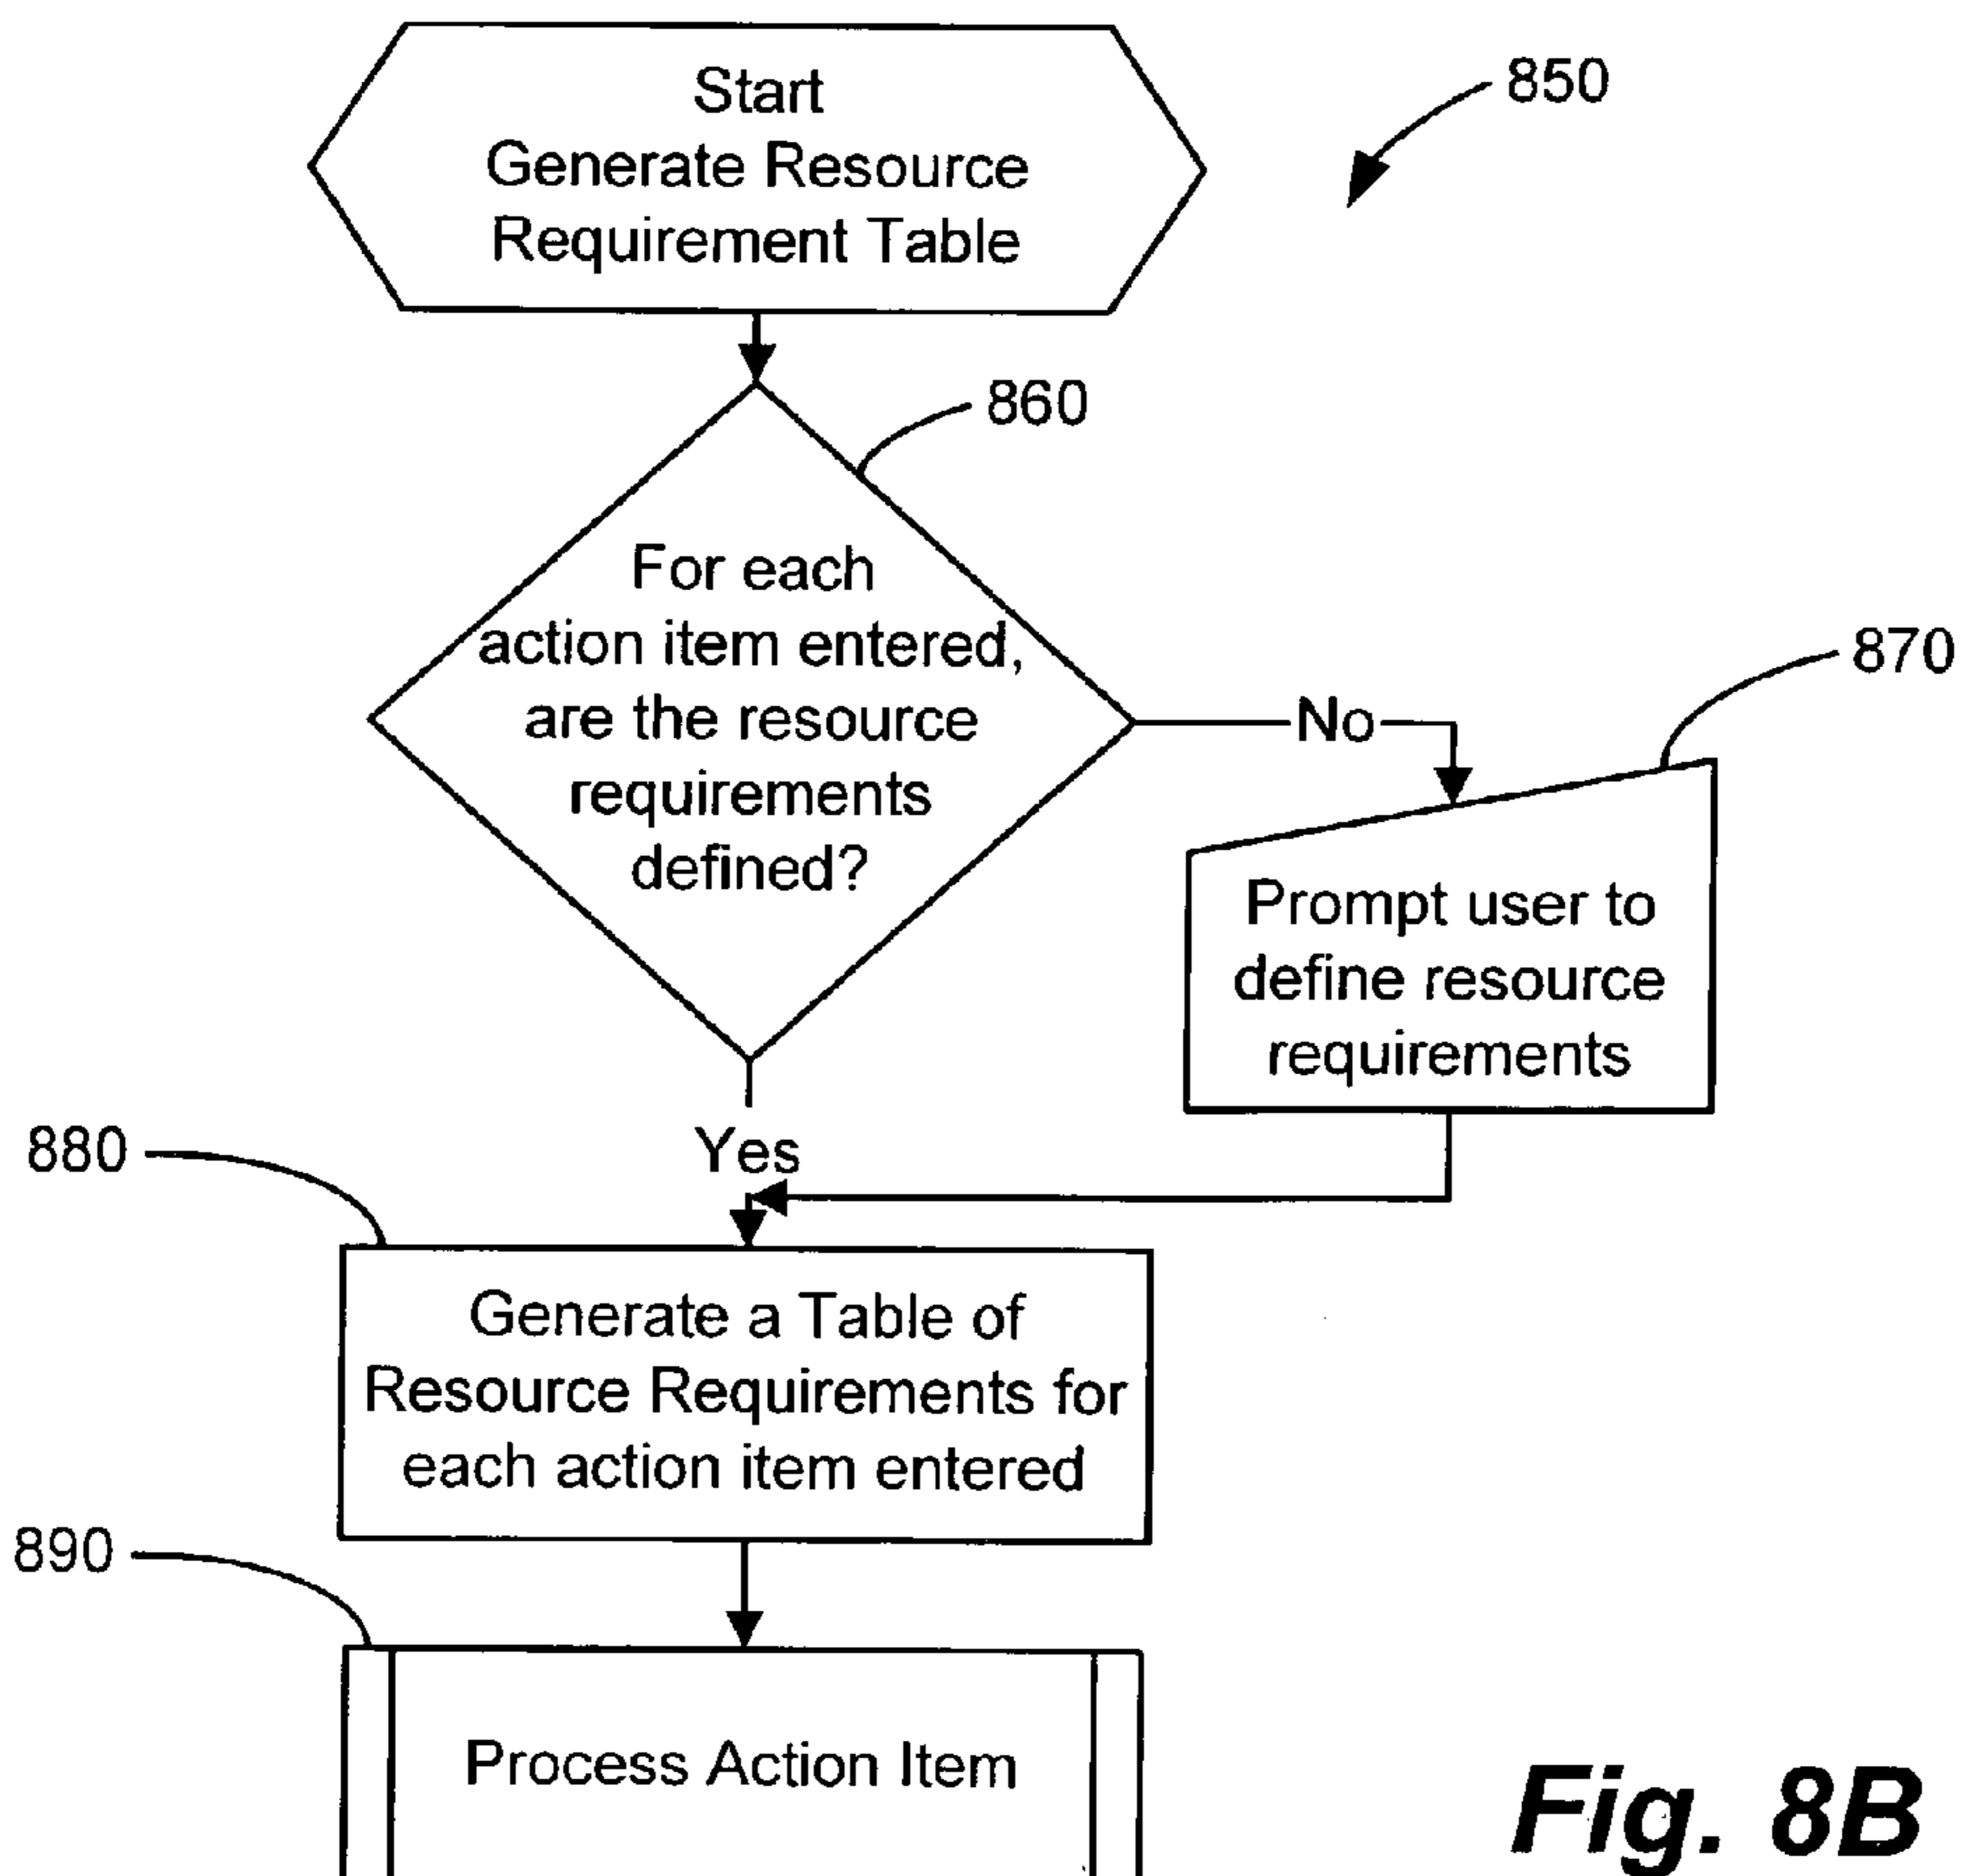 Start
Generate Resource
Requirement Table
850
860
For each
action item entered,
are the resource
requirements
defined?
No
870
Prompt user to
define resource
requirements
Yes
880
Generate a Table of
Resource Requirements for
each action item entered
890
Process Action Item
Fig. 8B